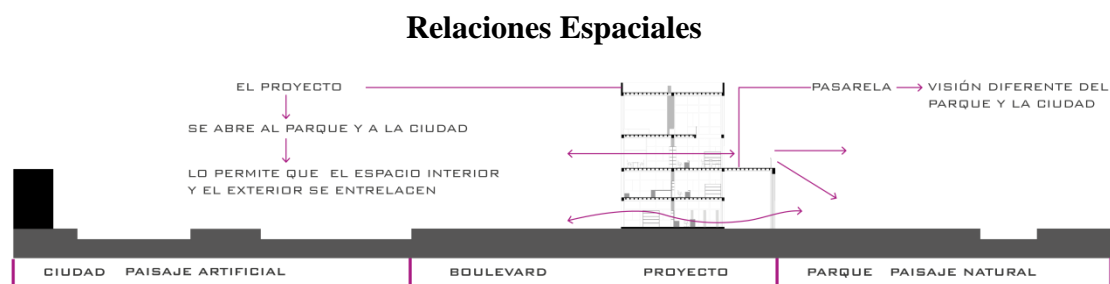 Relaciones Espaciales
EL PROYECTO
SE ABRE AL PARQUE Y A LA CIUDAD
LO PERMITE QUE EL ESPACIO INTERIOR
Y EL EXTERIOR SE ENTRELACEN
PASARELA
VISIÓN DIFERENTE DEL
PARQUE Y LA CIUDAD
CIUDAD PAISAJE ARTIFICIAL
BOULEVARD
PROYECTO
PARQUE PAISAJE NATURAL